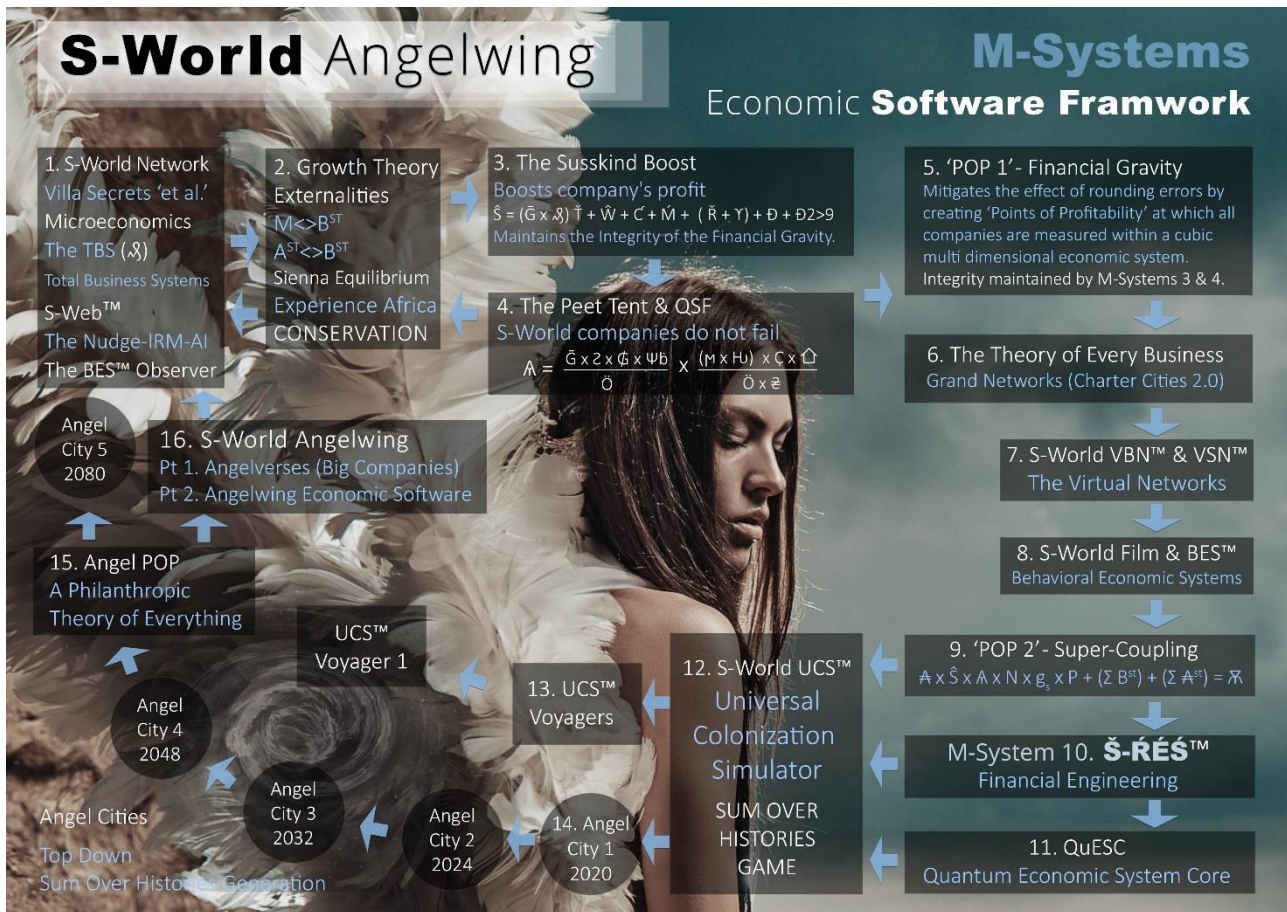 S-World Angelwing
M-Systems
Economic Software Framwork
1. S-World Network
Villa Secrets ‘et al.’
Microeconomics
The TBS (᏷)
Total Business Systems
S-Web™
The Nudge-IRM-AI
The BES™ Observer
2. Growth Theory
Externalities
M<>Bˢᵀ
Aˢᵀ<>Bˢᵀ
Sienna Equilibrium
Experience Africa
CONSERVATION
3. The Susskind Boost
Boosts company's profit
Maintains the Integrity of the Financial Gravity.
4. The Peet Tent & QSF
S-World companies do not fail
5. ‘POP 1’- Financial Gravity
Mitigates the effect of rounding errors by
creating ‘Points of Profitability’ at which all
companies are measured within a cubic
multi dimensional economic system.
Integrity maintained by M-Systems 3 & 4.
6. The Theory of Every Business
Grand Networks (Charter Cities 2.0)
7. S-World VBN™ & VSN™
The Virtual Networks
8. S-World Film & BES™
Behavioral Economic Systems
9. ‘POP 2’- Super-Coupling
M-System 10. Š-ŔÉŚ™
Financial Engineering
11. QuESC
Quantum Economic System Core
12. S-World UCS™
Universal
Colonization
Simulator
SUM OVER
HISTORIES
GAME
13. UCS™
Voyagers
UCS™
Voyager 1
14. Angel
City 1
2020
Angel
City 2
2024
Angel
City 3
2032
Angel
City 4
2048
Angel Cities
Top Down
Sum Over Histories Generation
15. Angel POP
A Philanthropic
Theory of Everything
Angel
City 5
2080
16. S-World Angelwing
Pt 1. Angelverses (Big Companies)
Pt 2. Angelwing Economic Software